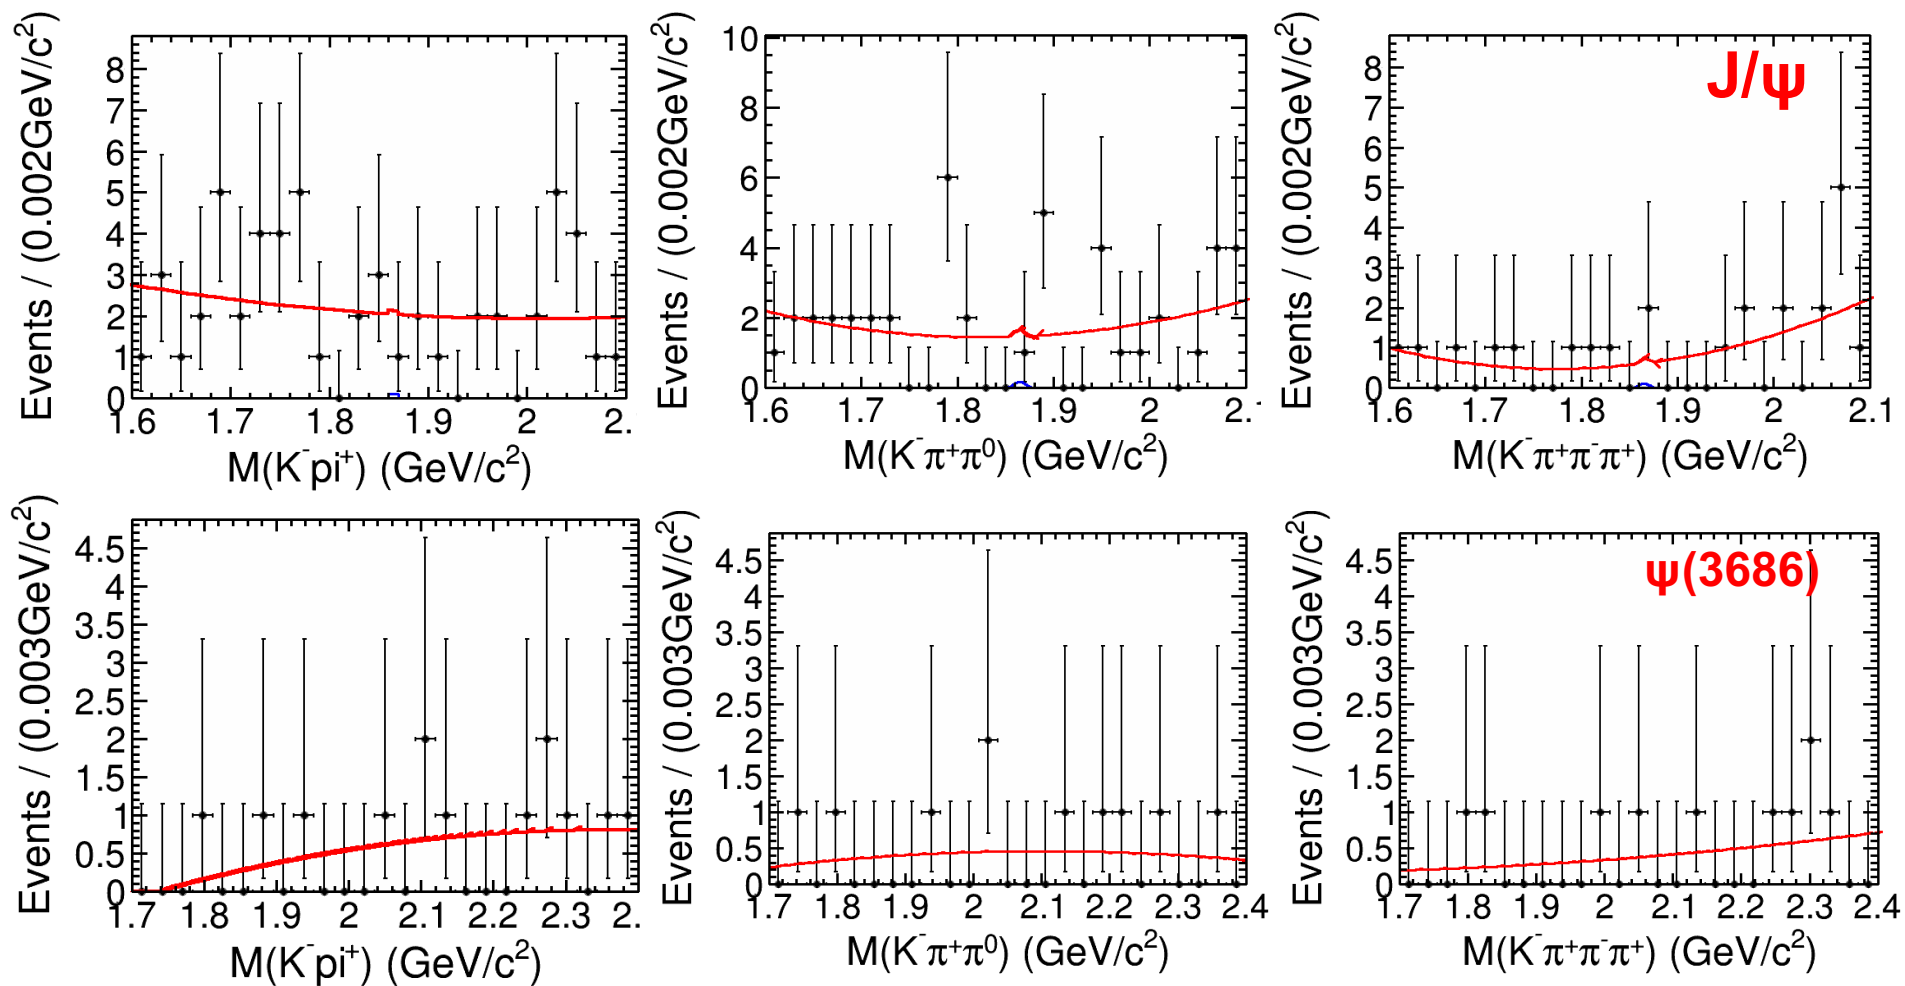 Events / (0.002GeV/c²)
8
7
6
5
4
3
2
1
0
1.6 1.7 1.8 1.9 2 2.
M(K⁻pi⁺) (GeV/c²)
Events / (0.002GeV/c²)
10
8
6
4
2
0
1.6 1.7 1.8 1.9 2 2.
M(K⁻π⁺π⁰) (GeV/c²)
Events / (0.002GeV/c²)
J/ψ
8
7
6
5
4
3
2
1
0
1.6 1.7 1.8 1.9 2 2.1
M(K⁻π⁺π⁻π⁺) (GeV/c²)
Events / (0.003GeV/c²)
4.5
4
3.5
3
2.5
2
1.5
1
0.5
0
1.7 1.8 1.9 2 2.1 2.2 2.3 2.
M(K⁻pi⁺) (GeV/c²)
Events / (0.003GeV/c²)
4.5
4
3.5
3
2.5
2
1.5
1
0.5
0
1.7 1.8 1.9 2 2.1 2.2 2.3 2.4
M(K⁻π⁺π⁰) (GeV/c²)
Events / (0.003GeV/c²)
ψ(3686)
4.5
4
3.5
3
2.5
2
1.5
1
0.5
0
1.7 1.8 1.9 2 2.1 2.2 2.3 2.4
M(K⁻π⁺π⁻π⁺) (GeV/c²)